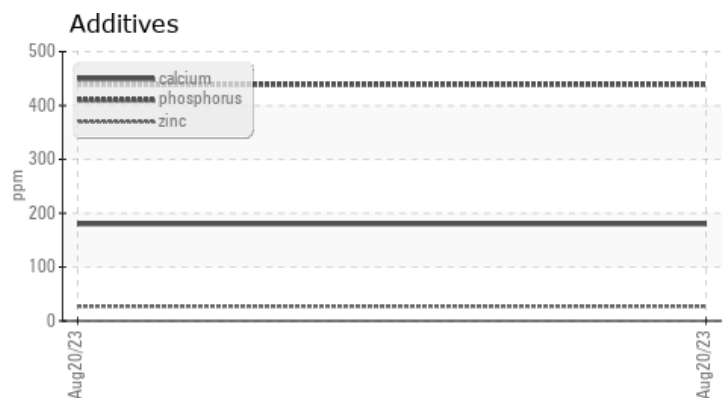 Additives
500
400
300
200
100
0
ppm
calcium
phosphorus
zinc
Aug20/23
Aug20/23